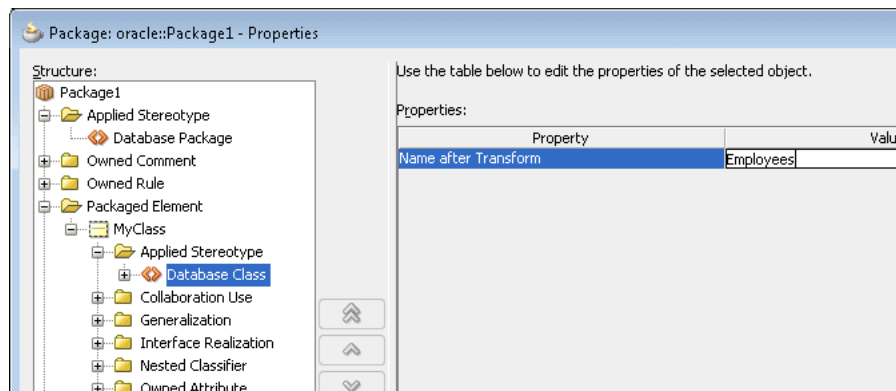 Package: oracle::Package1 - Properties
Structure:
Package1
Applied Stereotype
Database Package
Owned Comment
Owned Rule
Packaged Element
MyClass
Applied Stereotype
Database Class
Collaboration Use
Generalization
Interface Realization
Nested Classifier
Owned Attribute
Use the table below to edit the properties of the selected object.
Properties:
Property Valu
Name after Transform Employees